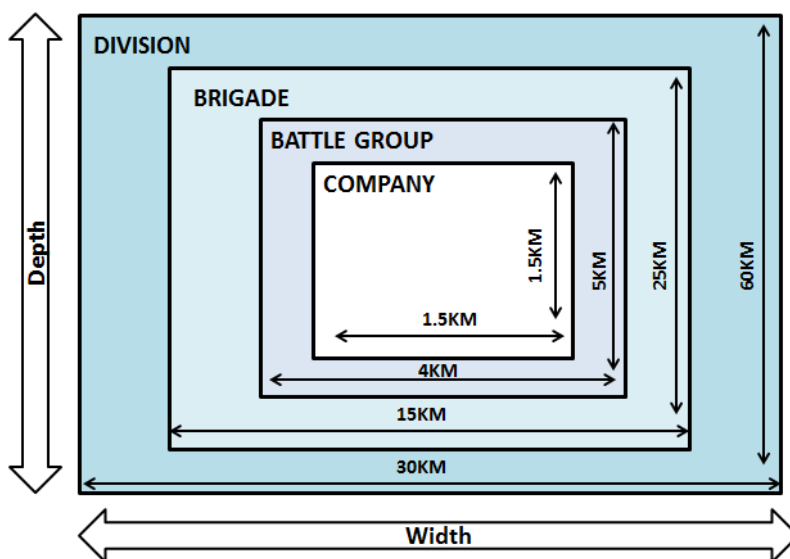 DIVISION
BRIGADE
BATTLE GROUP
COMPANY
Depth
1.5KM
5KM
25KM
60KM
1.5KM
4KM
15KM
30KM
Width